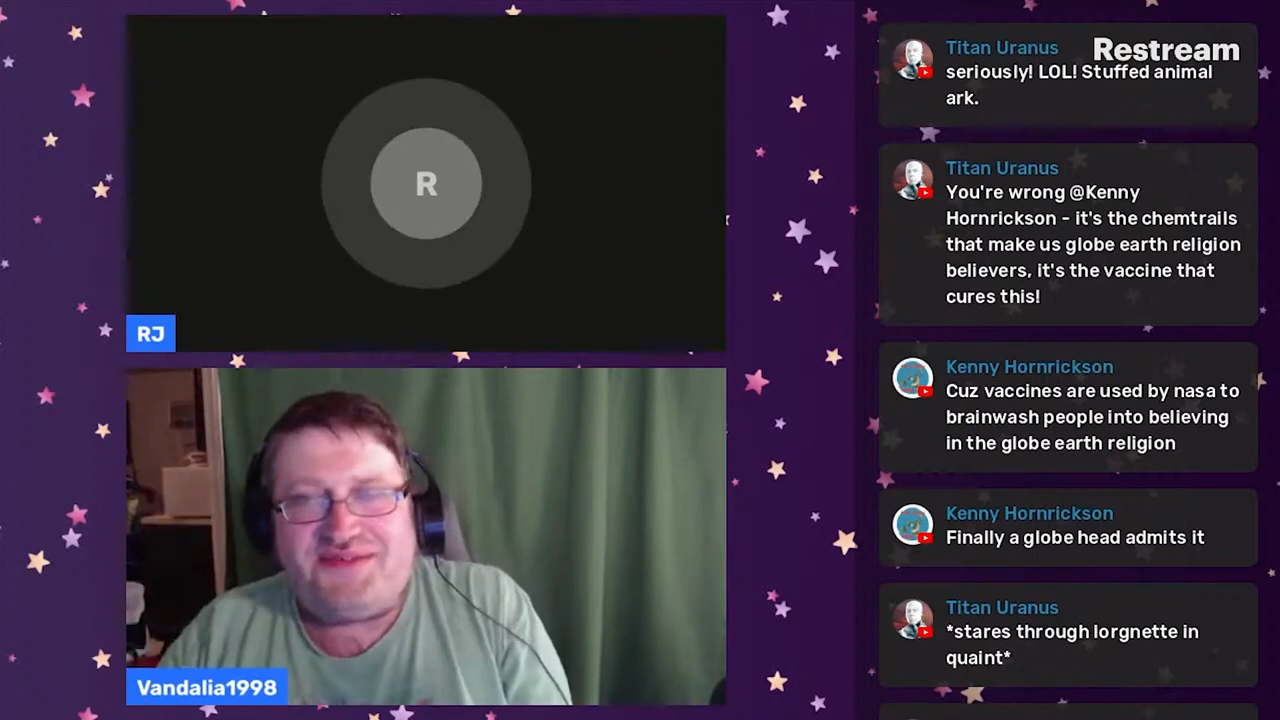 R
RJ
Vandalia1998
Restream
Titan Uranus
seriously! LOL! Stuffed animal
ark.
Titan Uranus
You're wrong @Kenny
Hornrickson - it's the chemtrails
that make us globe earth religion
believers, it's the vaccine that
cures this!
Kenny Hornrickson
Cuz vaccines are used by nasa to
brainwash people into believing
in the globe earth religion
Kenny Hornrickson
Finally a globe head admits it
Titan Uranus
*stares through lorgnette in
quaint*